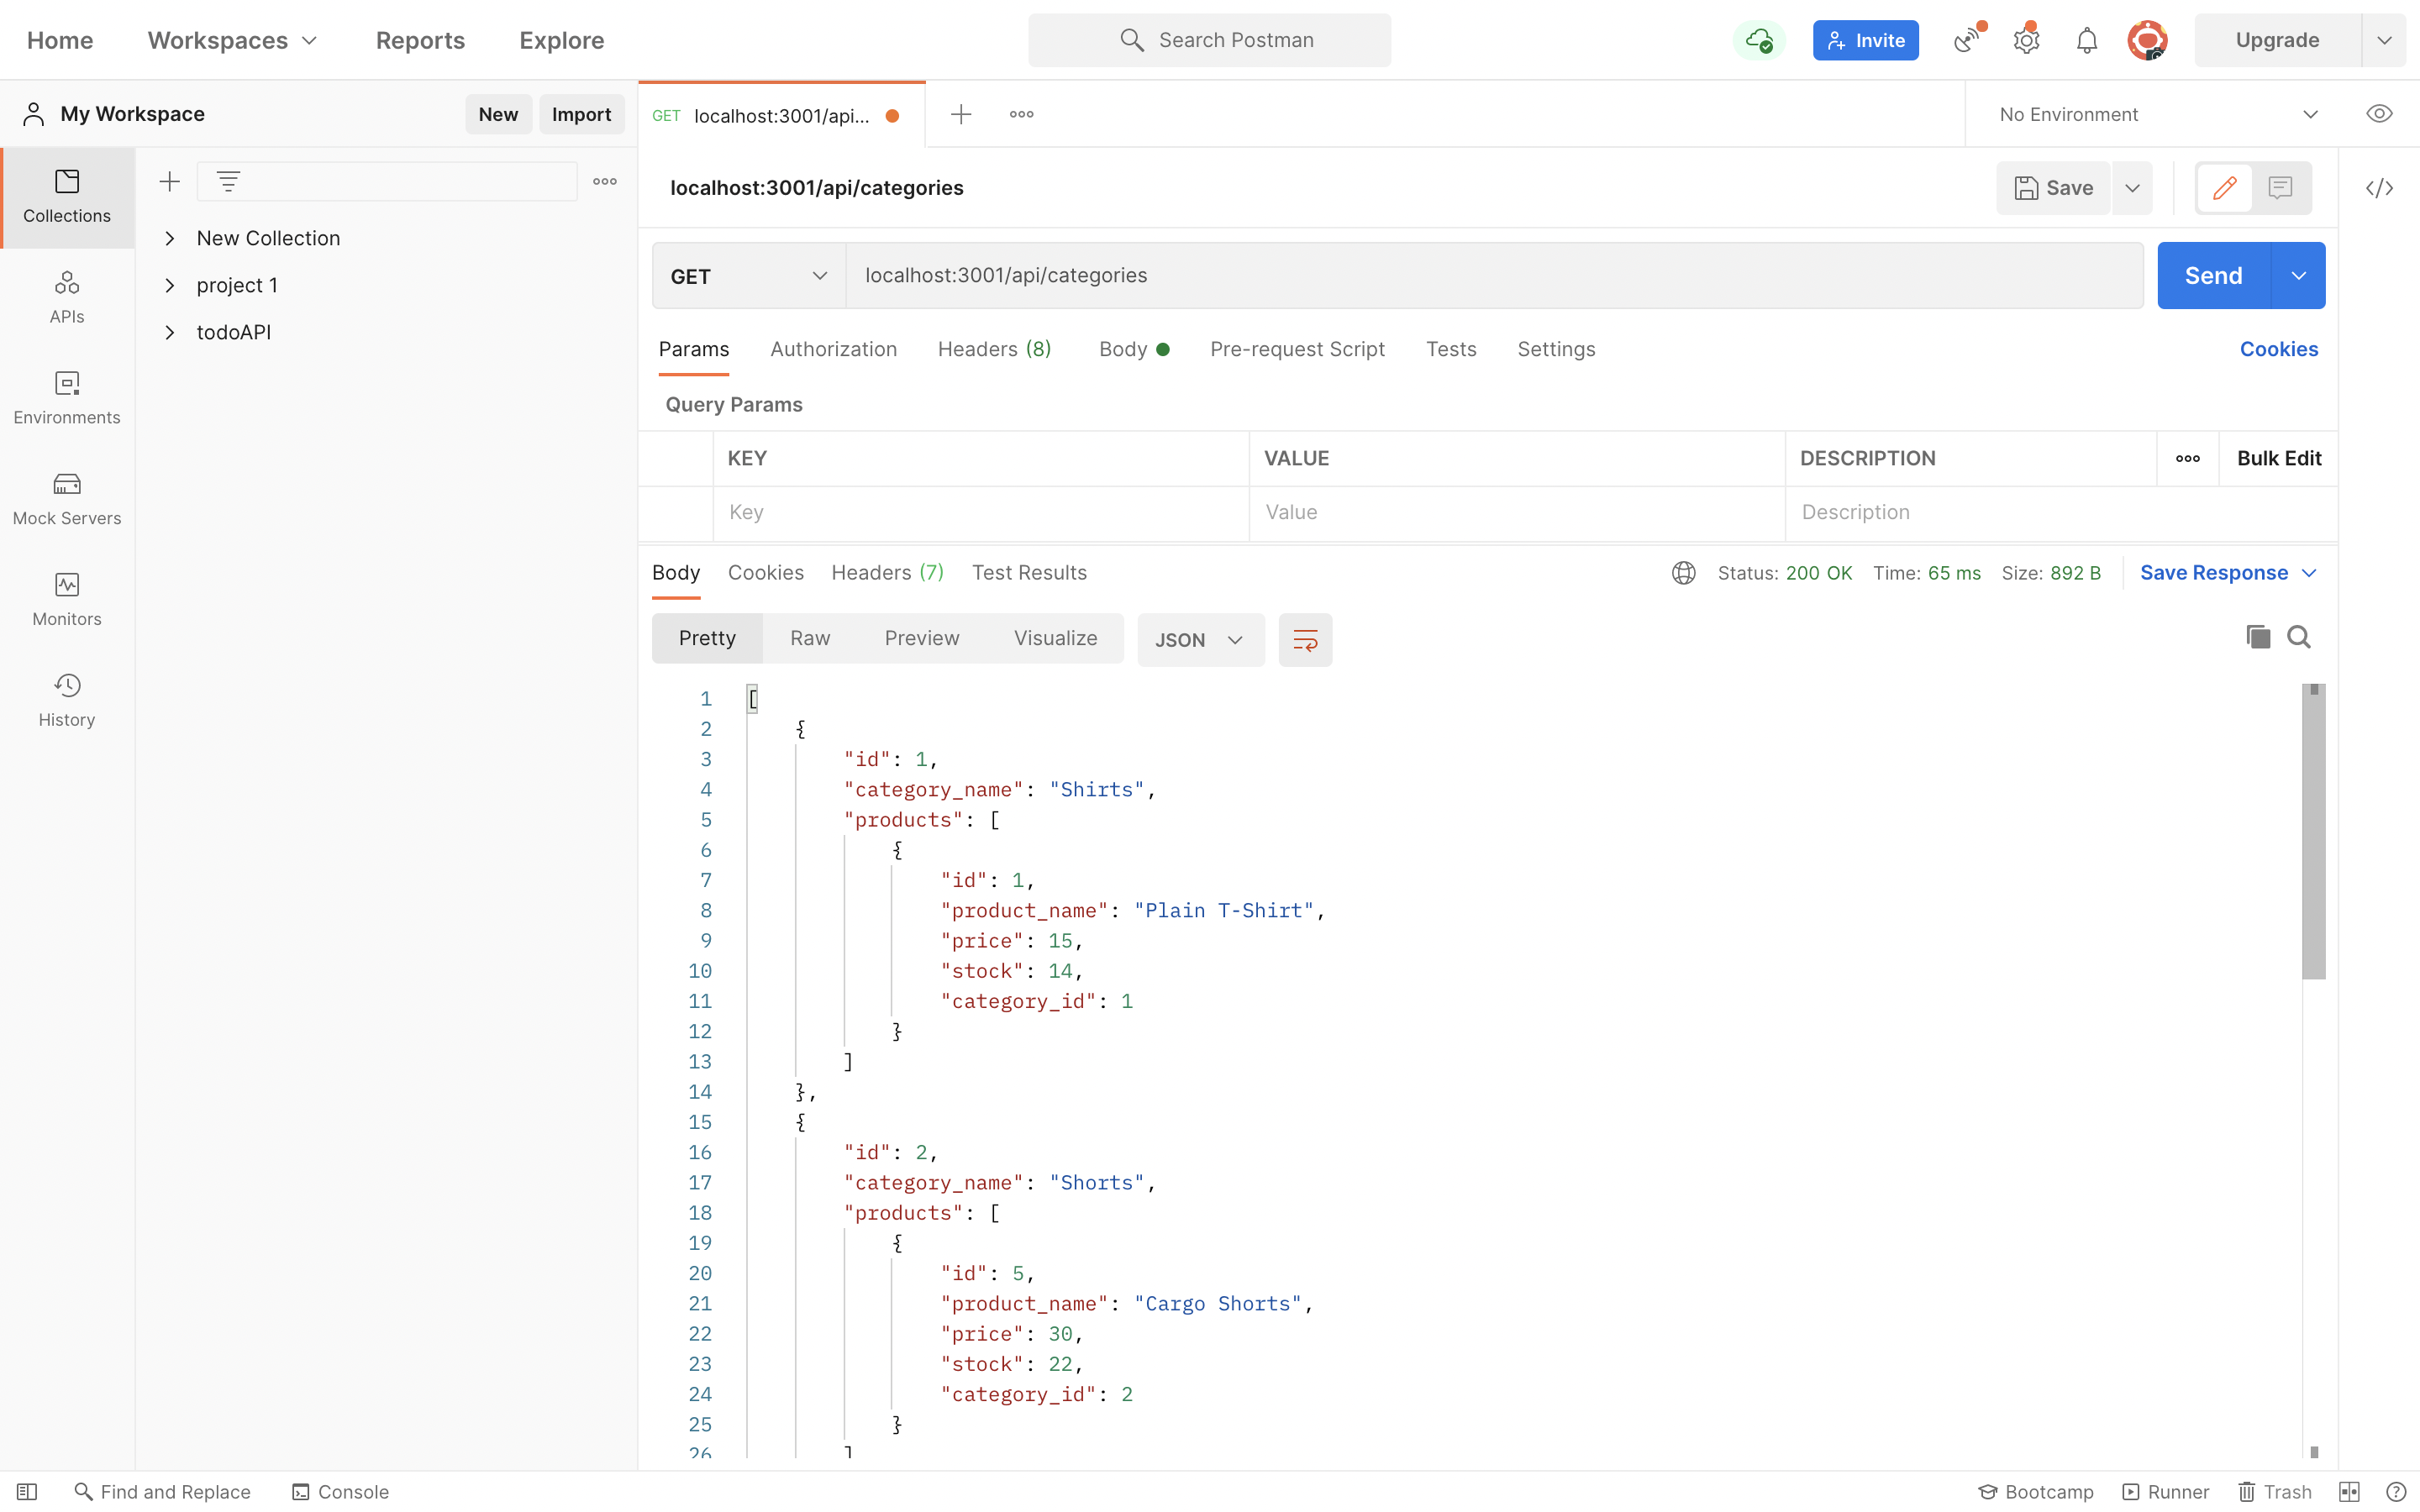 Home Workspaces Reports Explore Search Postman Invite Upgrade
My Workspace New Import GET localhost:3001/api... No Environment
Collections
APIs
Environments
Mock Servers
Monitors
History
New Collection
project 1
todoAPI
localhost:3001/api/categories Save
GET localhost:3001/api/categories Send
Params Authorization Headers (8) Body Pre-request Script Tests Settings Cookies
Query Params
KEY VALUE DESCRIPTION Bulk Edit
Key Value Description
Body Cookies Headers (7) Test Results Status: 200 OK Time: 65 ms Size: 892 B Save Response
Pretty Raw Preview Visualize JSON
1 [
2 {
3 "id": 1,
4 "category_name": "Shirts",
5 "products": [
6 {
7 "id": 1,
8 "product_name": "Plain T-Shirt",
9 "price": 15,
10 "stock": 14,
11 "category_id": 1
12 }
13 ]
14 },
15 {
16 "id": 2,
17 "category_name": "Shorts",
18 "products": [
19 {
20 "id": 5,
21 "product_name": "Cargo Shorts",
22 "price": 30,
23 "stock": 22,
24 "category_id": 2
25 }
26 ]
Find and Replace Console Bootcamp Runner Trash